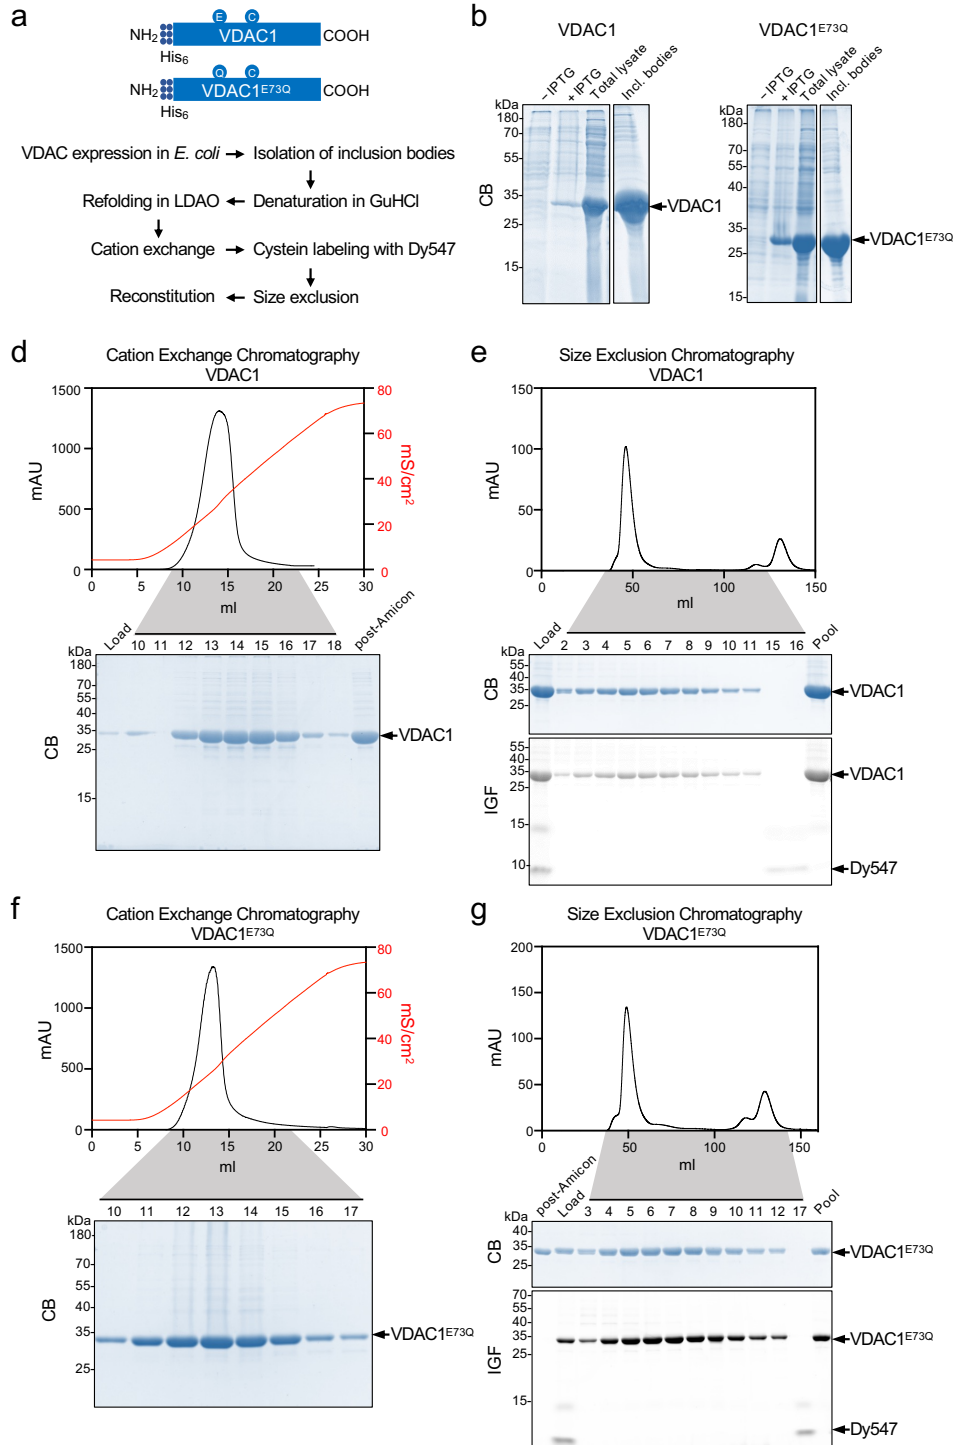 a
E C
NH2 VDAC1 COOH
His6
Q C
NH2 VDAC1E73Q COOH
His6
VDAC expression in E. coli → Isolation of inclusion bodies
Refolding in LDAO ← Denaturation in GuHCl
Cation exchange → Cystein labeling with Dy547
Reconstitution ← Size exclusion
b
VDAC1
– IPTG
+ IPTG
Total lysate
Incl. bodies
kDa
180
70
55
35
25
15
CB
VDAC1
VDAC1E73Q
– IPTG
+ IPTG
Total lysate
Incl. bodies
kDa
180
70
55
40
35
25
15
VDAC1E73Q
d
Cation Exchange Chromatography
VDAC1
1500
1000
500
0
mAU
80
60
40
20
0
mS/cm2
0 5 10 15 20 25 30
ml
Load 10 11 12 13 14 15 16 17 18 post-Amicon
kDa
180
70
55
40
35
25
15
CB
VDAC1
e
Size Exclusion Chromatography
VDAC1
150
100
50
0
mAU
0 50 100 150
ml
Load 2 3 4 5 6 7 8 9 10 11 15 16 Pool
kDa
55
40
35
25
CB
VDAC1
55
40
35
25
15
10
IGF
VDAC1
Dy547
f
Cation Exchange Chromatography
VDAC1E73Q
1500
1000
500
0
mAU
80
60
40
20
0
mS/cm2
0 5 10 15 20 25 30
ml
10 11 12 13 14 15 16 17
kDa
180
70
55
40
35
25
CB
VDAC1E73Q
g
Size Exclusion Chromatography
VDAC1E73Q
200
150
100
50
0
mAU
0 50 100 150
ml
post-Amicon Load 3 4 5 6 7 8 9 10 11 12 17 Pool
kDa
40
35
25
CB
VDAC1E73Q
70
55
40
35
25
15
IGF
VDAC1E73Q
Dy547